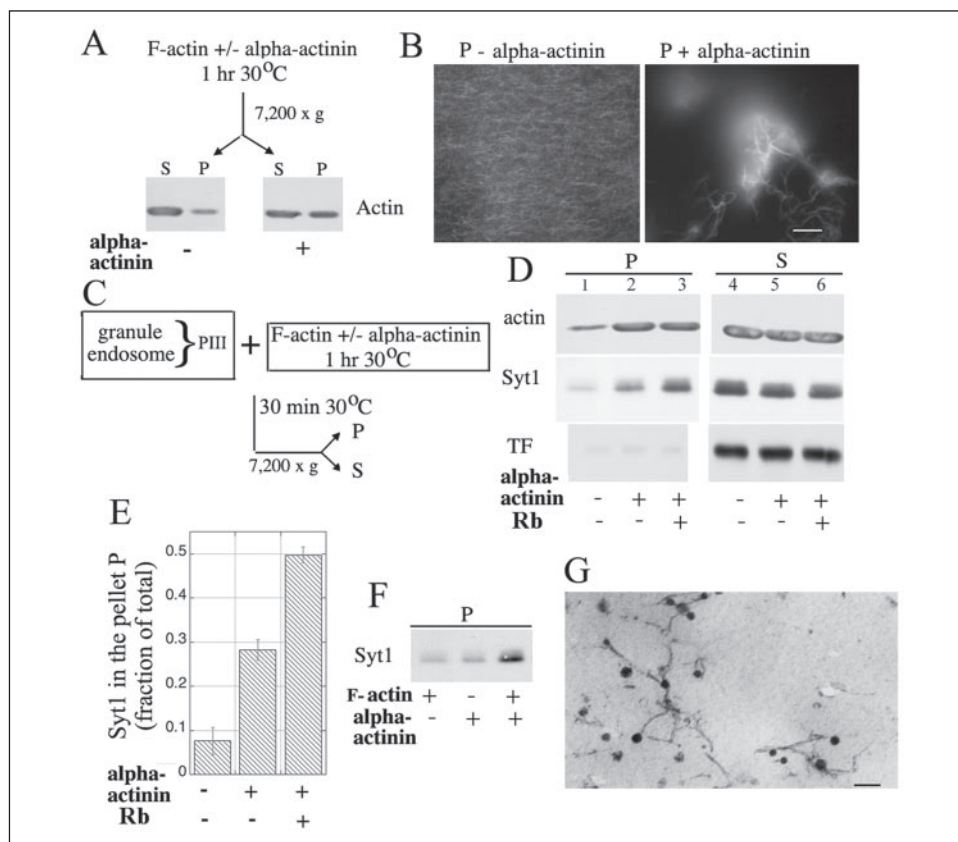 A
F-actin +/- alpha-actinin
1 hr 30°C
7,200 x g
S P S P
Actin
alpha-
actinin - +
B
P - alpha-actinin P + alpha-actinin
C
granule
endosome } PIII + F-actin +/- alpha-actinin
1 hr 30°C
30 min 30°C
P
7,200 x g
S
D
P S
1 2 3 4 5 6
actin
Syt1
TF
alpha-
actinin - + + - + +
Rb - - + - - +
E
Syt1 in the pellet P
(fraction of total)
0.5
0.4
0.3
0.2
0.1
0
alpha-
actinin - + +
Rb - - +
F
P
Syt1
F-actin + - +
alpha-
actinin - + +
G